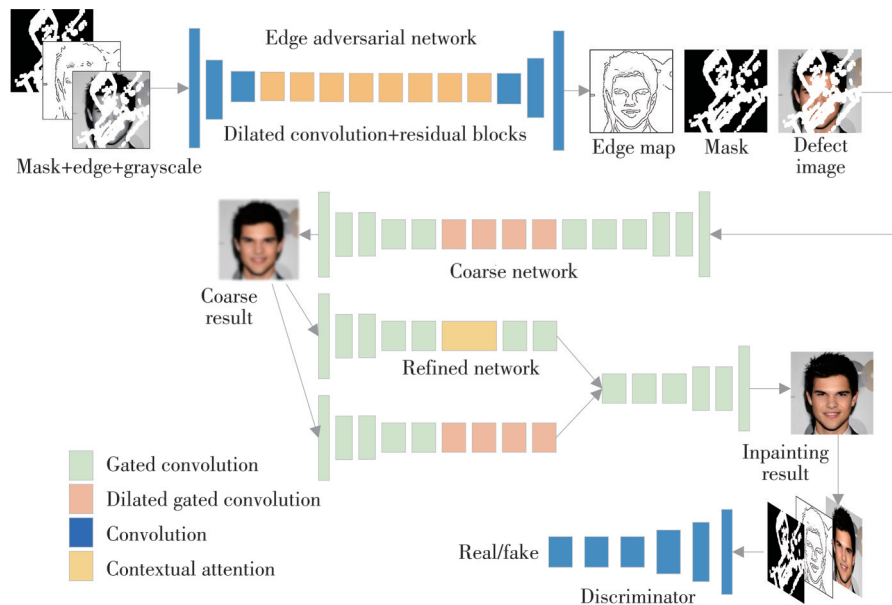 Edge adversarial network
Dilated convolution+residual blocks
Mask+edge+grayscale
Edge map
Mask
Defect
image
Coarse network
Coarse
result
Refined network
Inpainting
result
Gated convolution
Dilated gated convolution
Convolution
Contextual attention
Real/fake
Discriminator